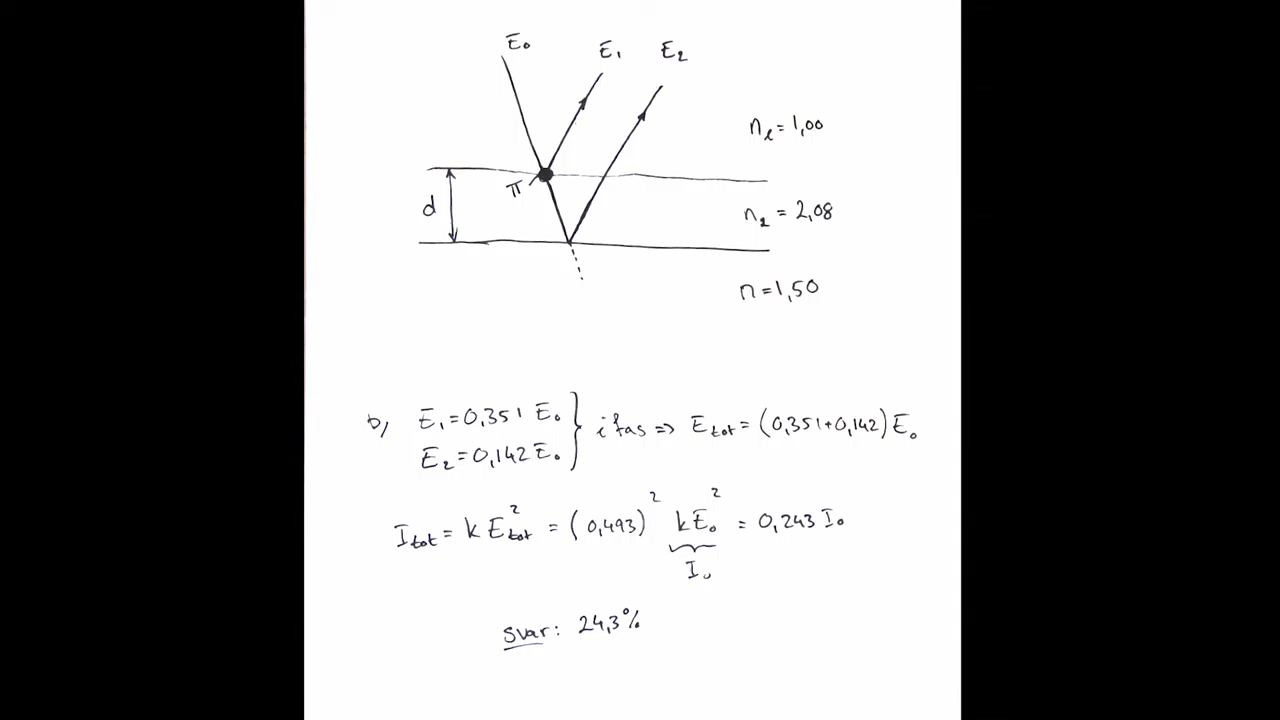 E₀ E₁ E₂
nₗ = 1,00
π
d
n₂ = 2,08
n = 1,50
b, E₁ = 0,351 E₀
E₂ = 0,142 E₀ } i fas => E_tot = (0,351+0,142) E₀
I_tot = k E_tot² = (0,493)² kE₀² = 0,243 I₀
I₀
Svar: 24,3%